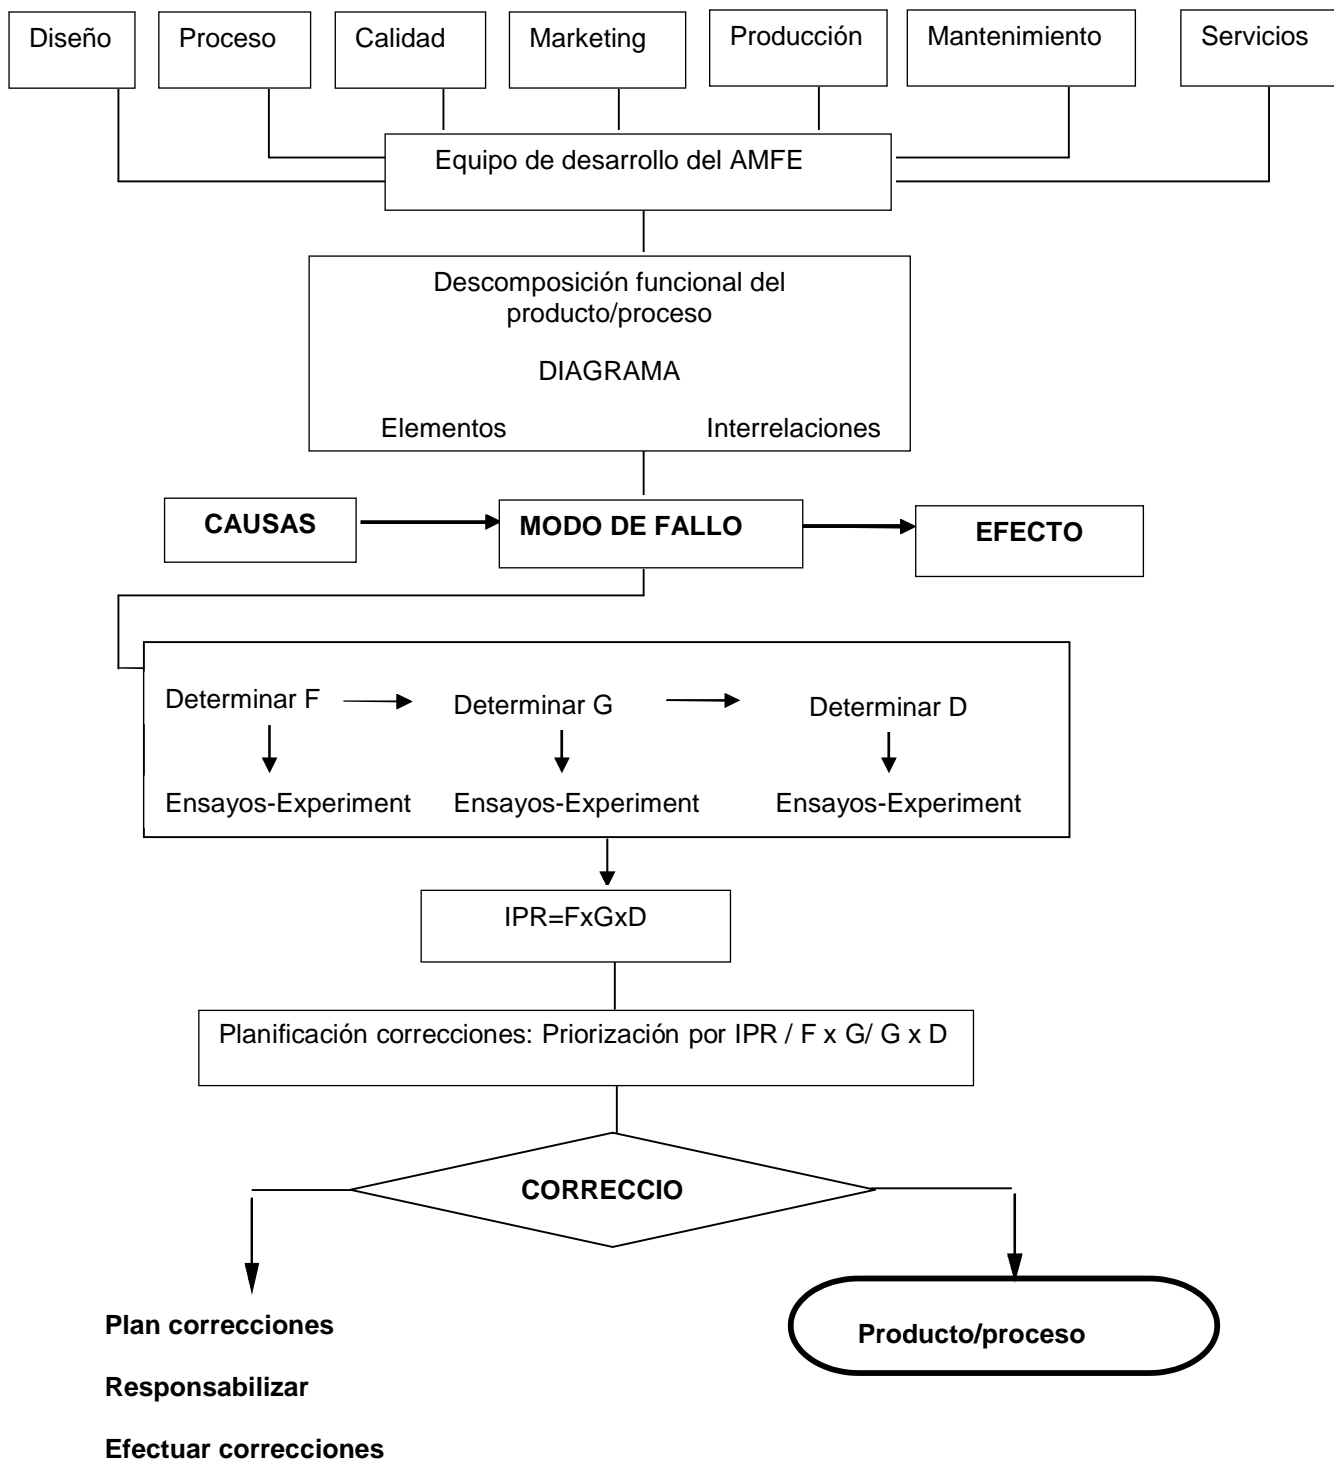 Diseño
Proceso
Calidad
Marketing
Producción
Mantenimiento
Servicios
Equipo de desarrollo del AMFE
Descomposición funcional del
producto/proceso
DIAGRAMA
Elementos
Interrelaciones
CAUSAS
MODO DE FALLO
EFECTO
Determinar F
Determinar G
Determinar D
Ensayos-Experiment
Ensayos-Experiment
Ensayos-Experiment
IPR=FxGxD
Planificación correcciones: Priorización por IPR / F x G/ G x D
CORRECCIO
Plan correcciones
Responsabilizar
Efectuar correcciones
Producto/proceso